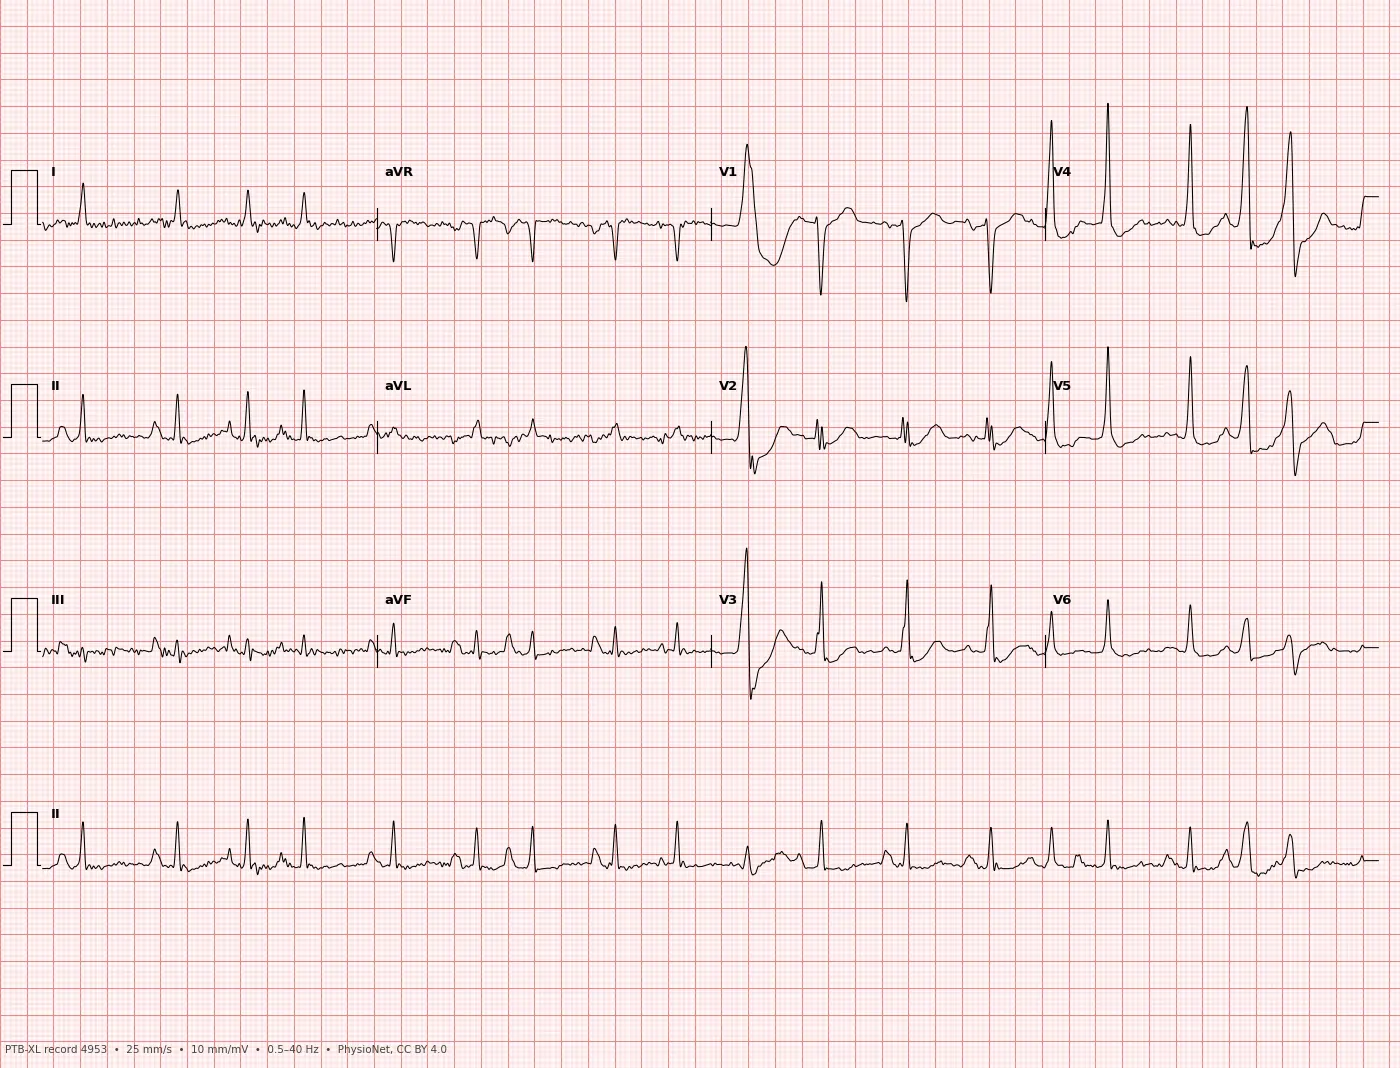 I aVR V1 V4
II aVL V2 V5
III aVF V3 V6
II
PTB-XL record 4953 • 25 mm/s • 10 mm/mV • 0.5–40 Hz • PhysioNet, CC BY 4.0